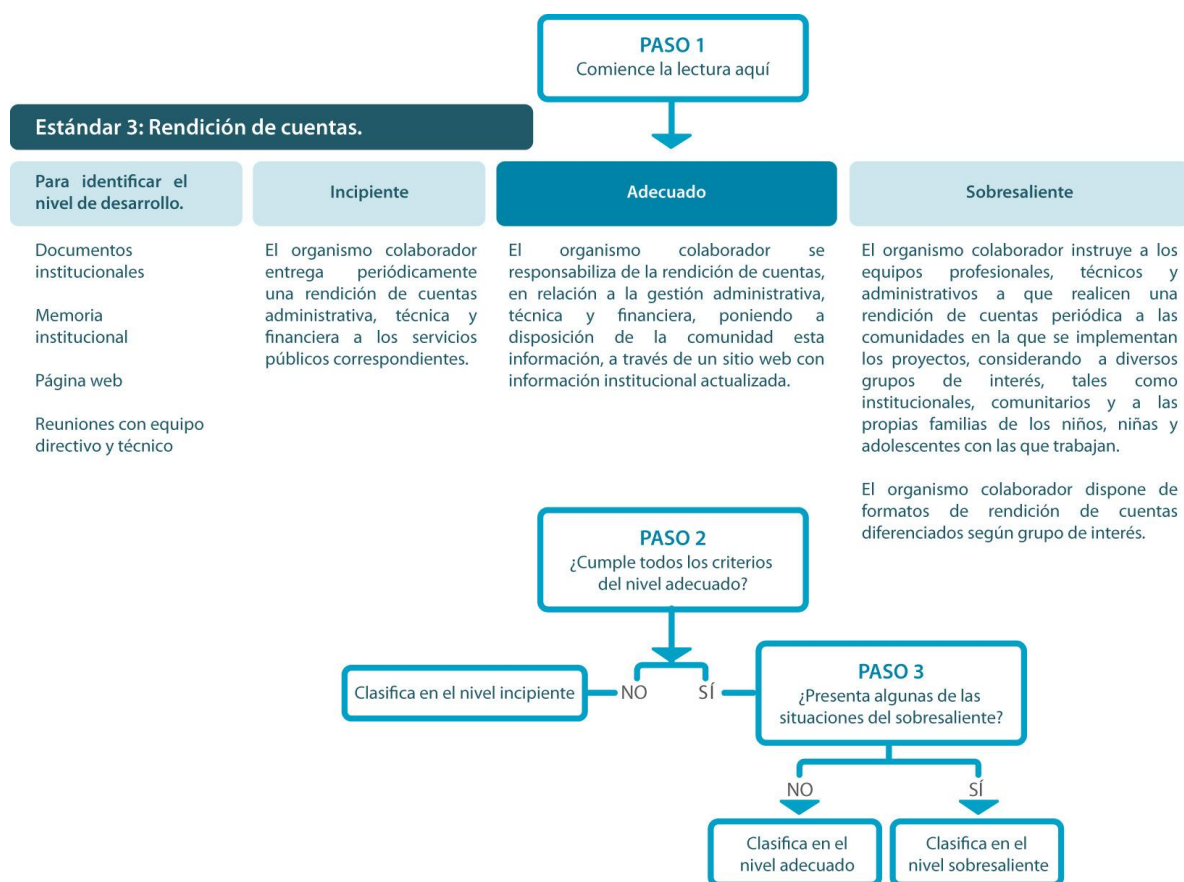 PASO 1
Comience la lectura aquí
Estándar 3: Rendición de cuentas.
Para identificar el
nivel de desarrollo.
Documentos
institucionales
Memoria
institucional
Página web
Reuniones con equipo
directivo y técnico
Incipiente
El organismo colaborador
entrega periódicamente
una rendición de cuentas
administrativa, técnica y
financiera a los servicios
públicos correspondientes.
Adecuado
El organismo colaborador se
responsabiliza de la rendición de cuentas,
en relación a la gestión administrativa,
técnica y financiera, poniendo a
disposición de la comunidad esta
información, a través de un sitio web con
información institucional actualizada.
Sobresaliente
El organismo colaborador instruye a los
equipos profesionales, técnicos y
administrativos a que realicen una
rendición de cuentas periódica a las
comunidades en la que se implementan
los proyectos, considerando a diversos
grupos de interés, tales como
institucionales, comunitarios y a las
propias familias de los niños, niñas y
adolescentes con las que trabajan.
El organismo colaborador dispone de
formatos de rendición de cuentas
diferenciados según grupo de interés.
PASO 2
¿Cumple todos los criterios
del nivel adecuado?
Clasifica en el nivel incipiente
NO
SÍ
PASO 3
¿Presenta algunas de las
situaciones del sobresaliente?
NO
SÍ
Clasifica en el
nivel adecuado
Clasifica en el
nivel sobresaliente